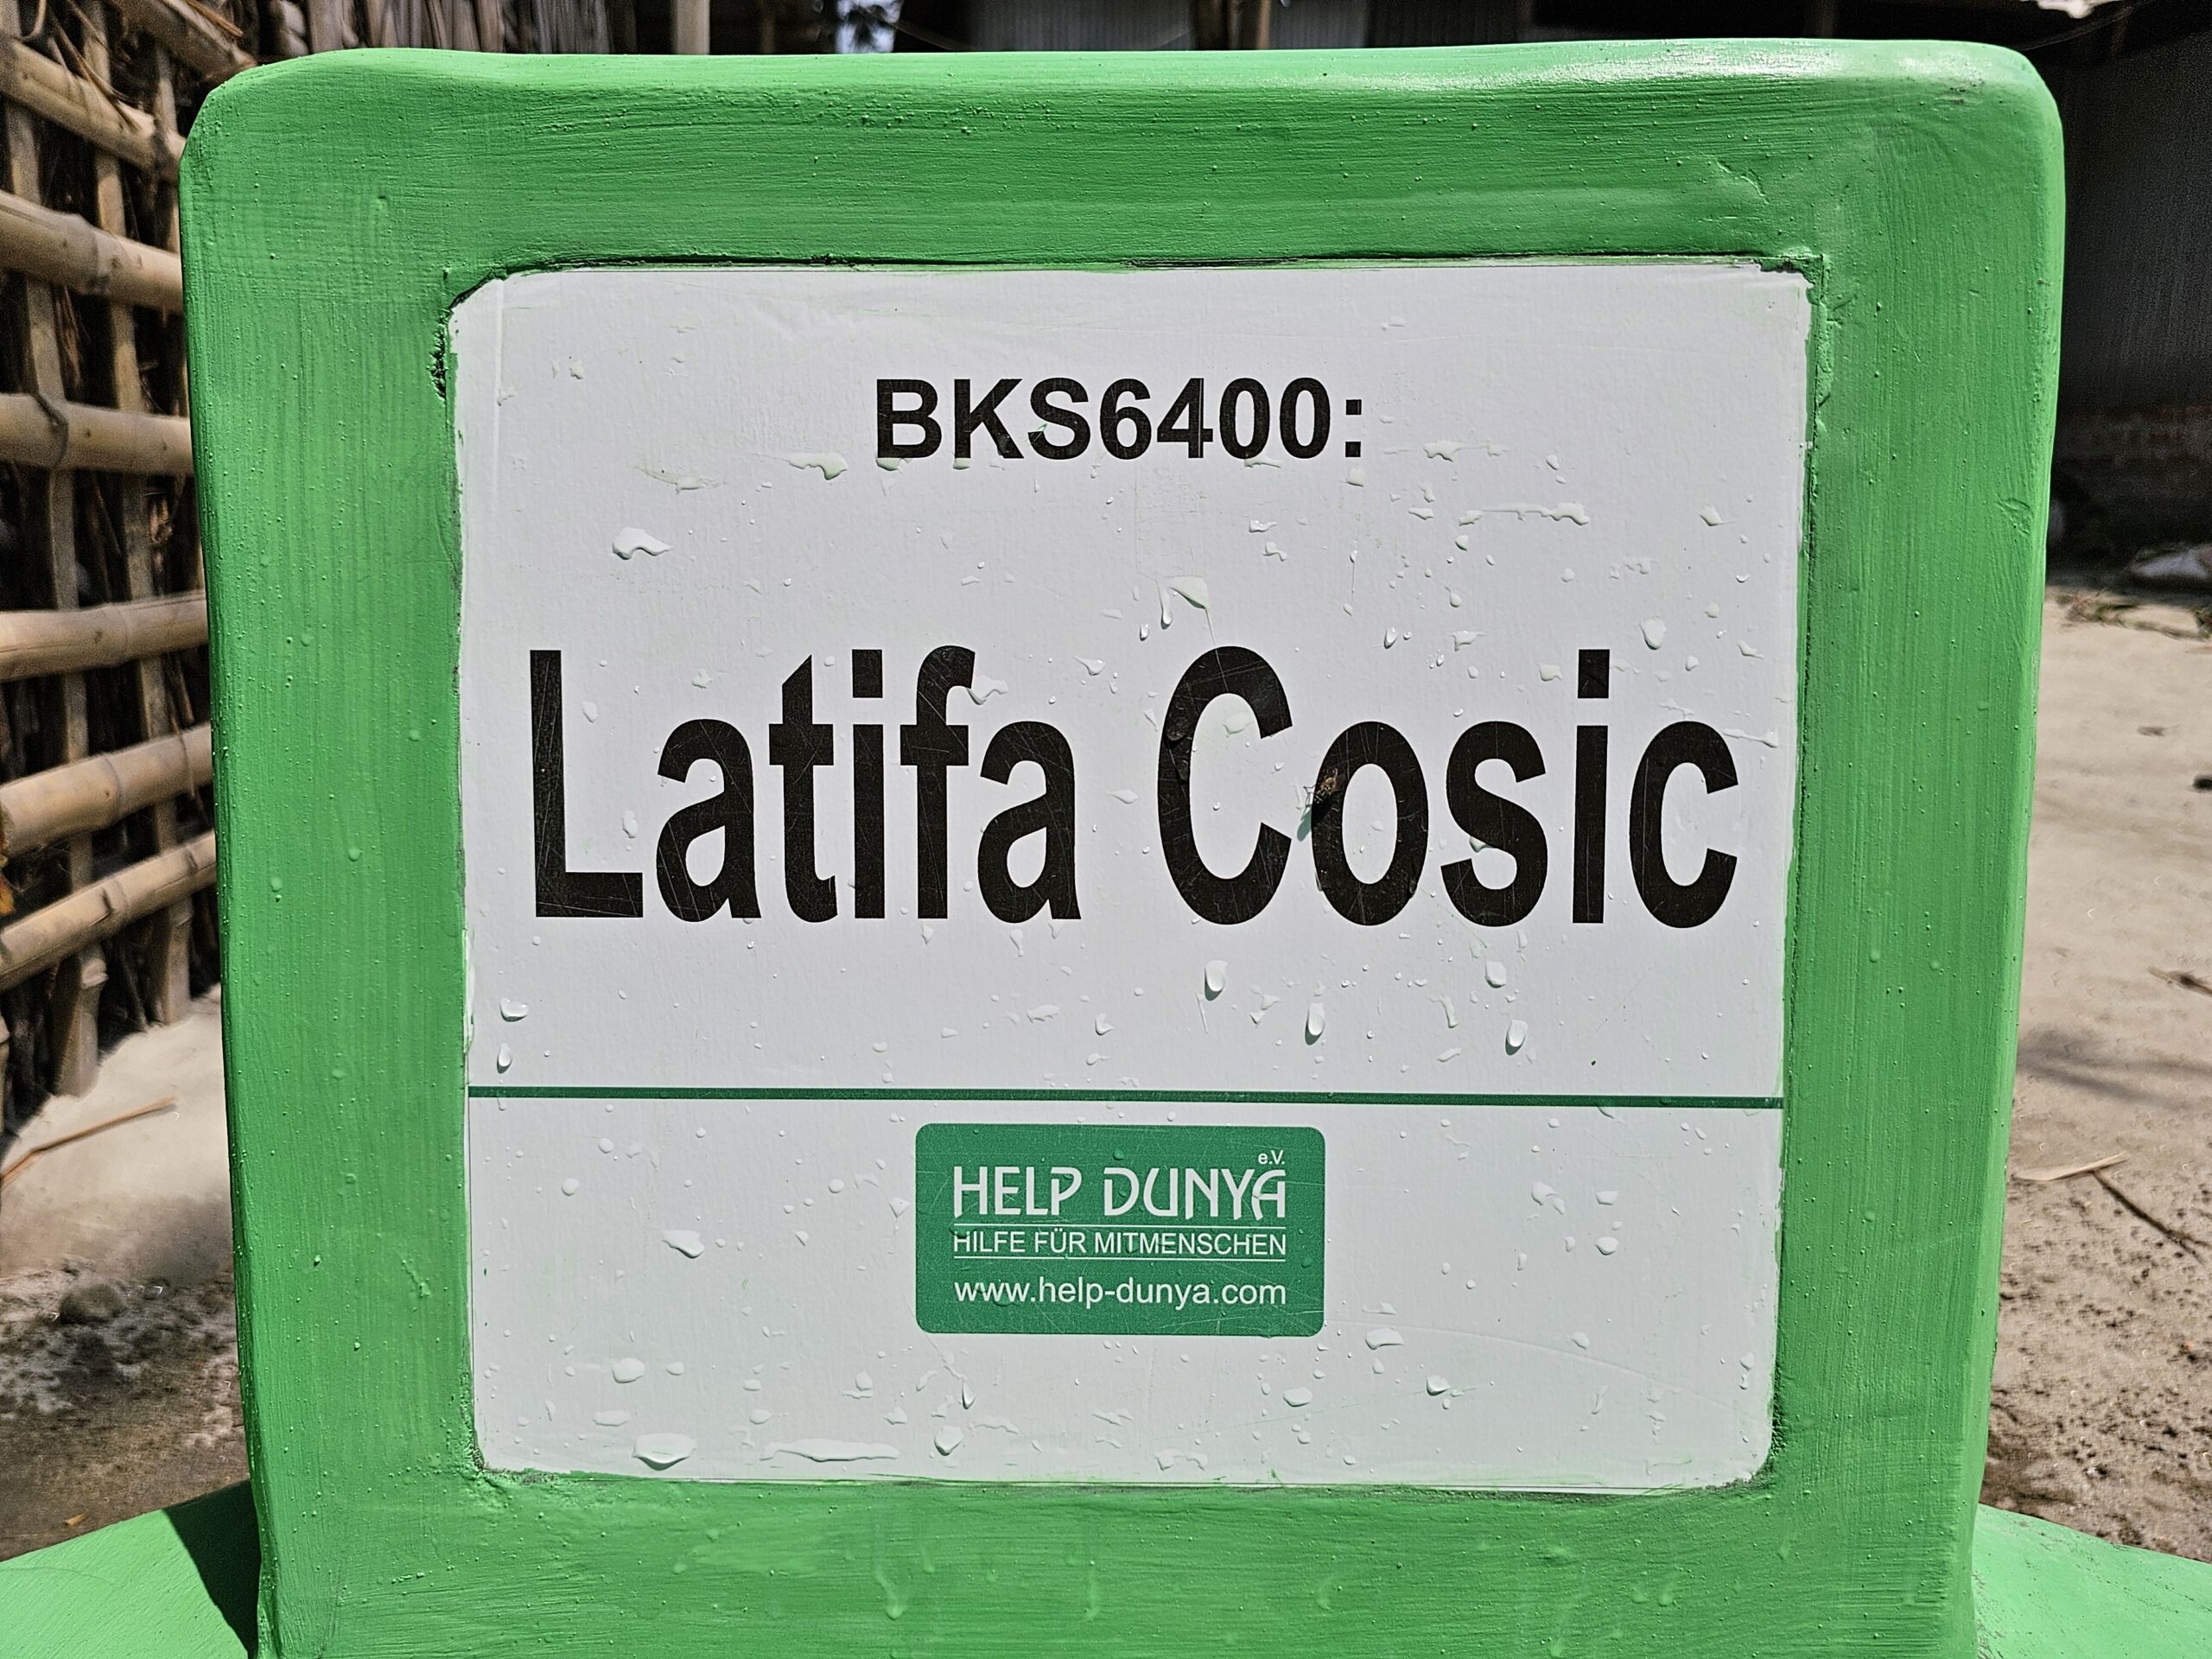 BKS6400:
Latifa Cosic
e.V.
HELP DUNYA
HILFE FÜR MITMENSCHEN
www.help-dunya.com